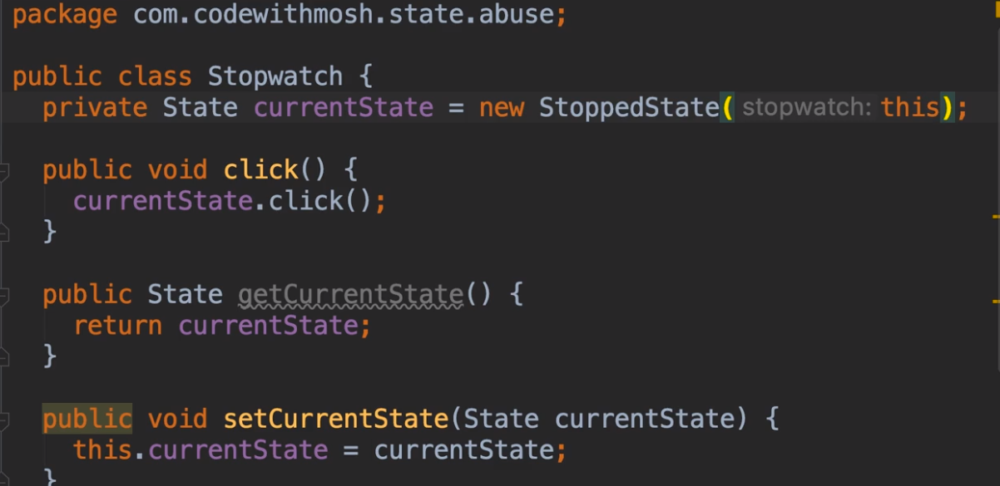 package com.codewithmosh.state.abuse;
public class Stopwatch {
private State currentState = new StoppedState( stopwatch: this);
public void click() {
currentState.click();
}
public State getCurrentState() {
return currentState;
}
public void setCurrentState(State currentState) {
this.currentState = currentState;
}